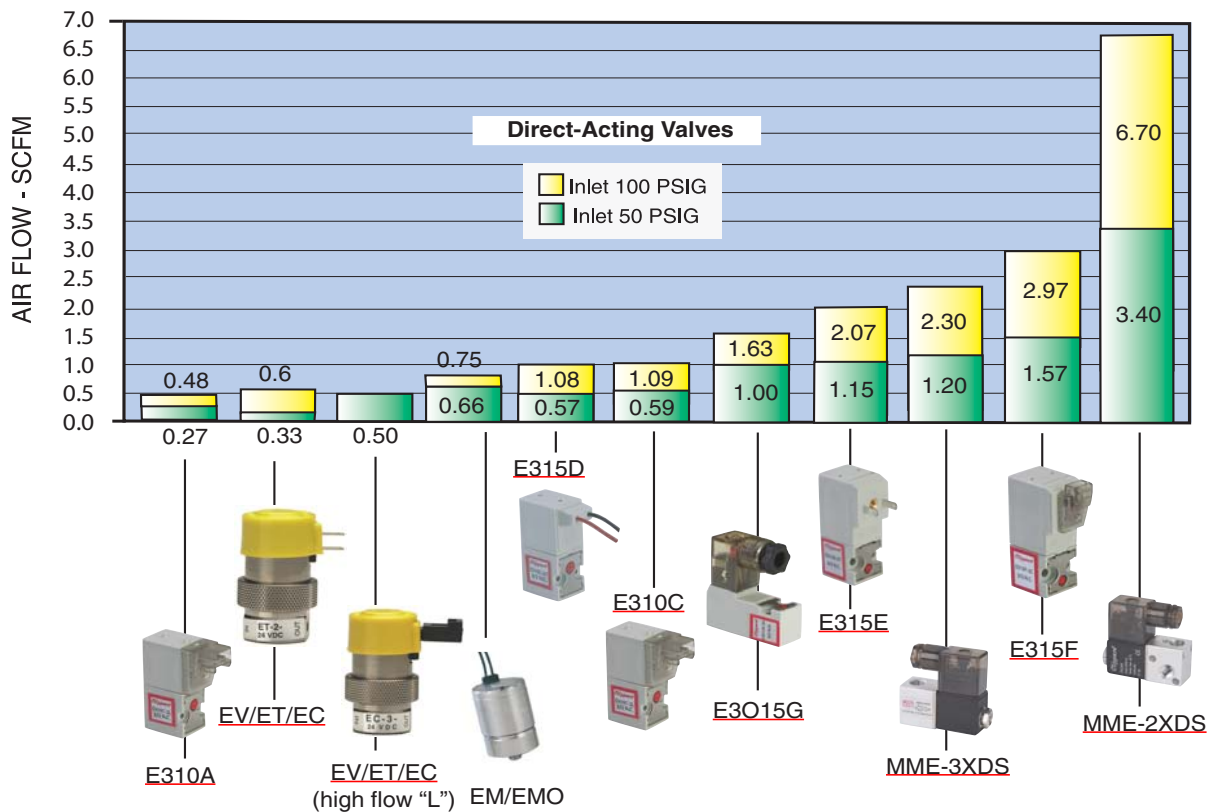 7.0
6.5
6.0
5.5
5.0
4.5
4.0
3.5
3.0
2.5
2.0
1.5
1.0
0.5
0.0
AIR FLOW - SCFM
Direct-Acting Valves
Inlet 100 PSIG
Inlet 50 PSIG
0.48
0.27
0.6
0.33
0.50
0.75
0.66
1.08
0.57
1.09
0.59
1.63
1.00
2.07
1.15
2.30
1.20
2.97
1.57
6.70
3.40
E315D
E310C
E315E
E315F
E3O15G
MME-2XDS
MME-3XDS
ET-2-
24 VDC
OUT
EV/ET/EC
EC-3-
24 VDC
OUT
E310A
EV/ET/EC
(high flow “L”)
EM/EMO